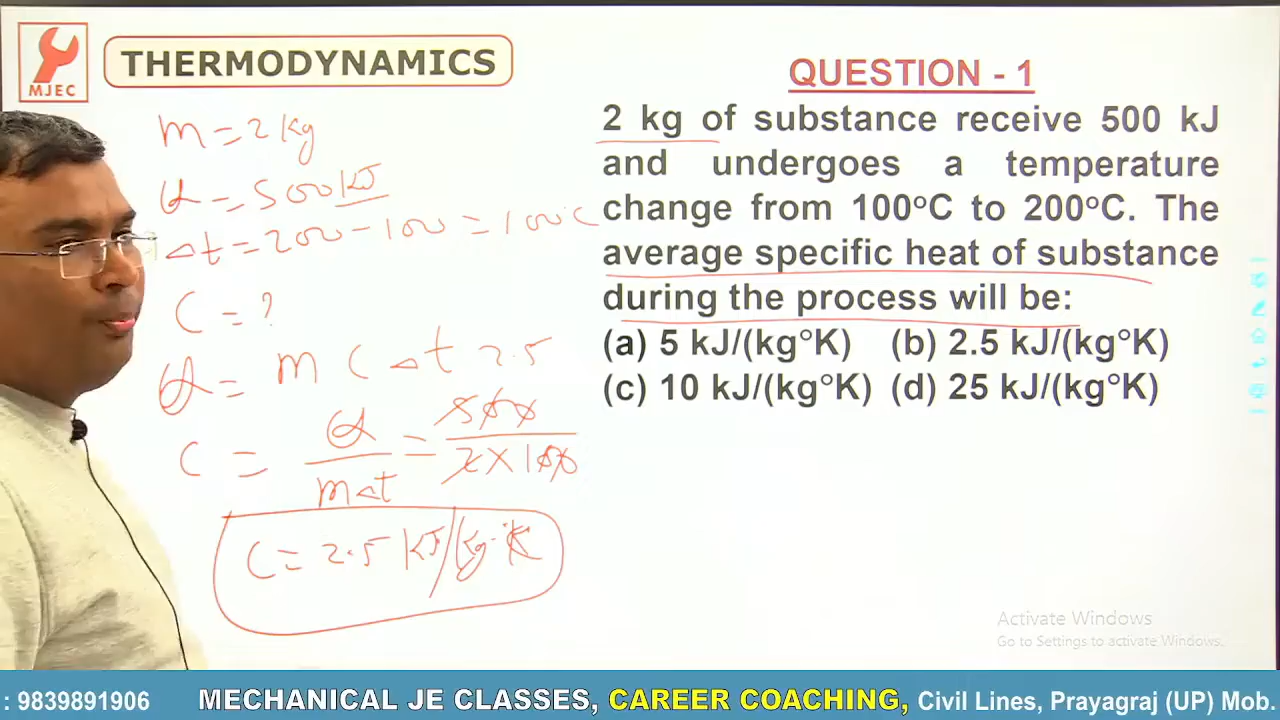 MJEC
THERMODYNAMICS
m = 2 kg
Q = 500 kJ
Δt = 200 - 100 = 100°C
C = ?
Q = m C Δt 2.5
C = Q/mΔt = 500/2×100
C = 2.5 kJ/kg·K
QUESTION - 1
2 kg of substance receive 500 kJ
and undergoes a temperature
change from 100°C to 200°C. The
average specific heat of substance
during the process will be:
(a) 5 kJ/(kg°K) (b) 2.5 kJ/(kg°K)
(c) 10 kJ/(kg°K) (d) 25 kJ/(kg°K)
Activate Windows
Go to Settings to activate Windows.
: 9839891906 MECHANICAL JE CLASSES, CAREER COACHING, Civil Lines, Prayagraj (UP) Mob.